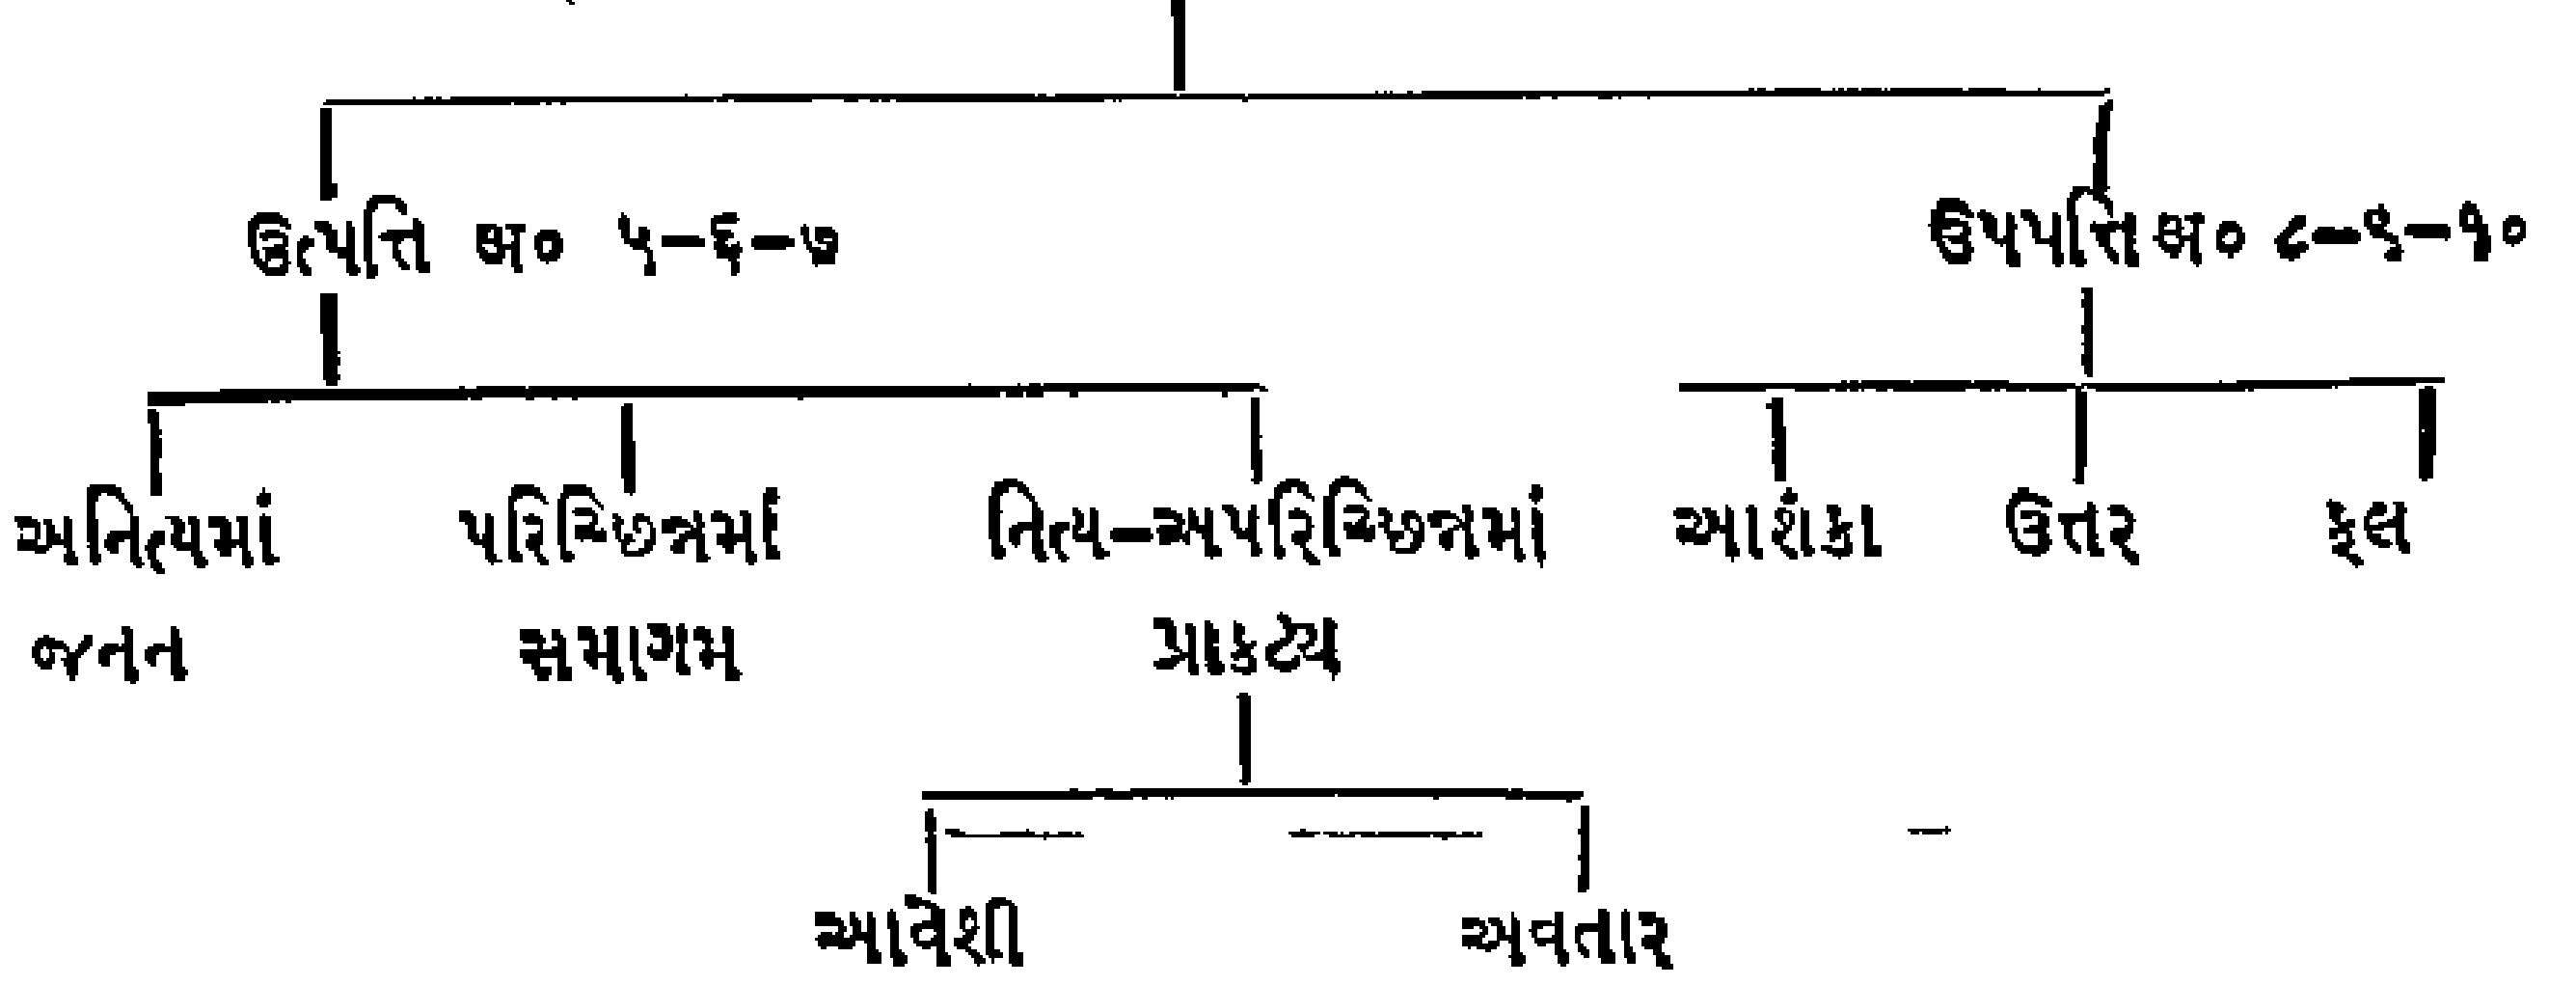 ઉત્પત્તિ અ૦ ૫–૬–૭ ઉપપત્તિ અ૦ ૮–૯–૧૦
અનિત્યમાં પરિચ્છિન્નમાં નિત્ય–અપરિચ્છિન્નમાં આશંકા ઉત્તર ફલ
જનન સમાગમ પ્રાકટ્ય
આવેશી અવતાર